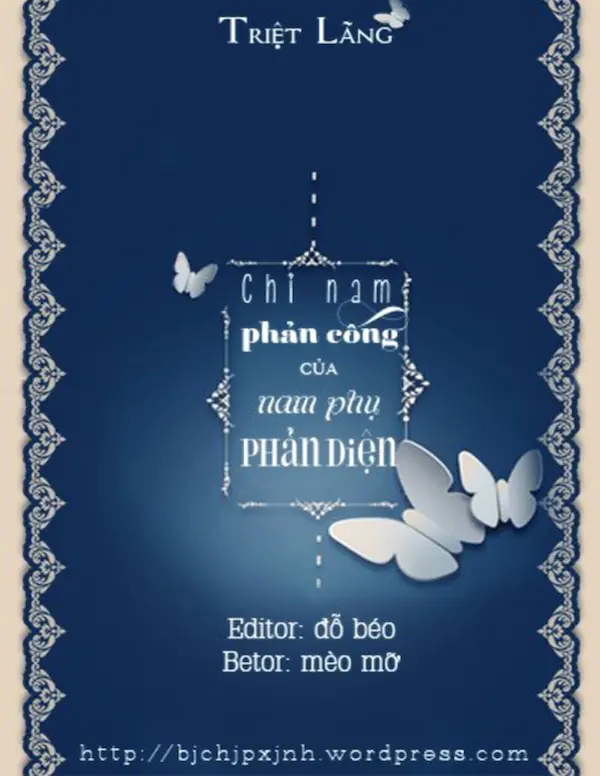 Triệt Lãng
Chỉ nam
phản công
của
nam phụ
phản diện
Editor: đỗ béo
Betor: mèo mỡ
http://bjchjpxjnh.wordpress.com